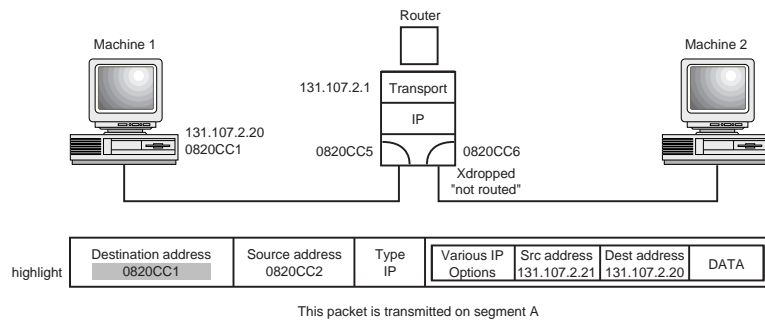 Router
Machine 1
Machine 2
131.107.2.1
Transport
IP
131.107.2.20
0820CC1
0820CC5
0820CC6
Xdropped
"not routed"
highlight
Destination address
0820CC1
Source address
0820CC2
Type
IP
Various IP
Options
Src address
131.107.2.21
Dest address
131.107.2.20
DATA
This packet is transmitted on segment A